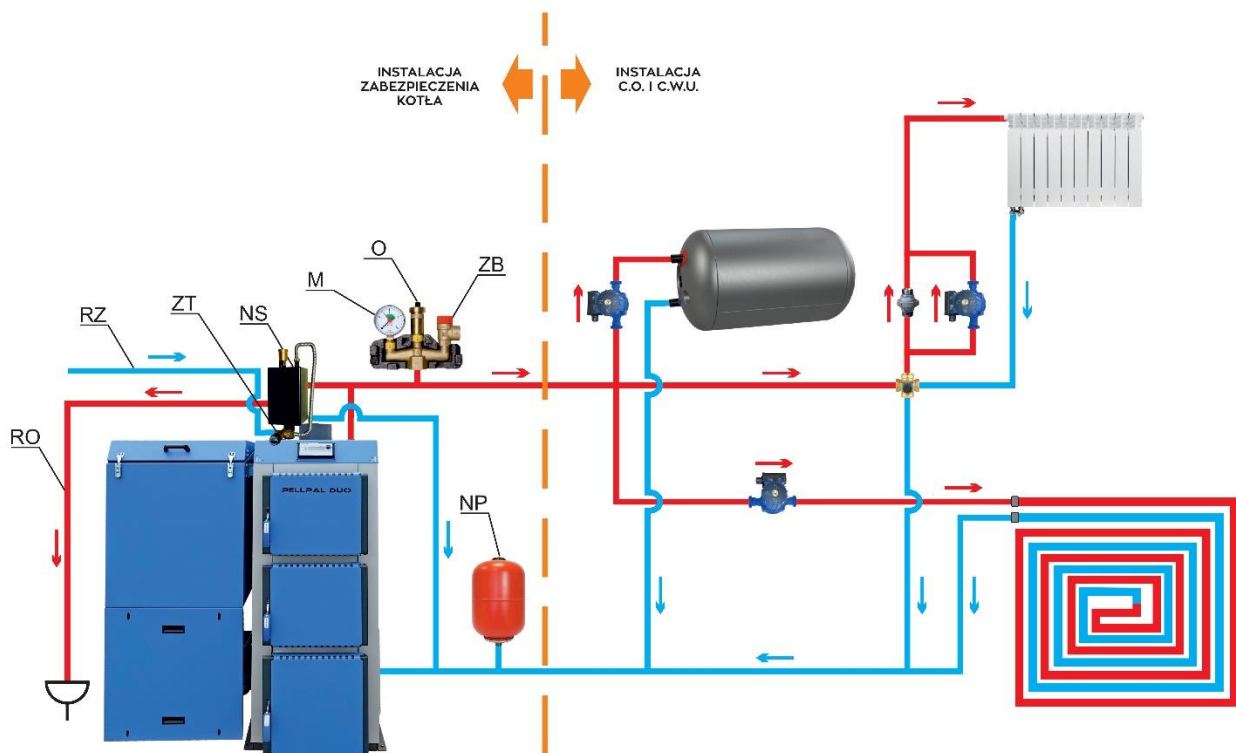 INSTALACJA
ZABEZPIECZENIA
KOTŁA
INSTALACJA
C.O. I C.W.U.
O
M
ZB
RZ
ZT
NS
RO
PELLPAL DUO
NP